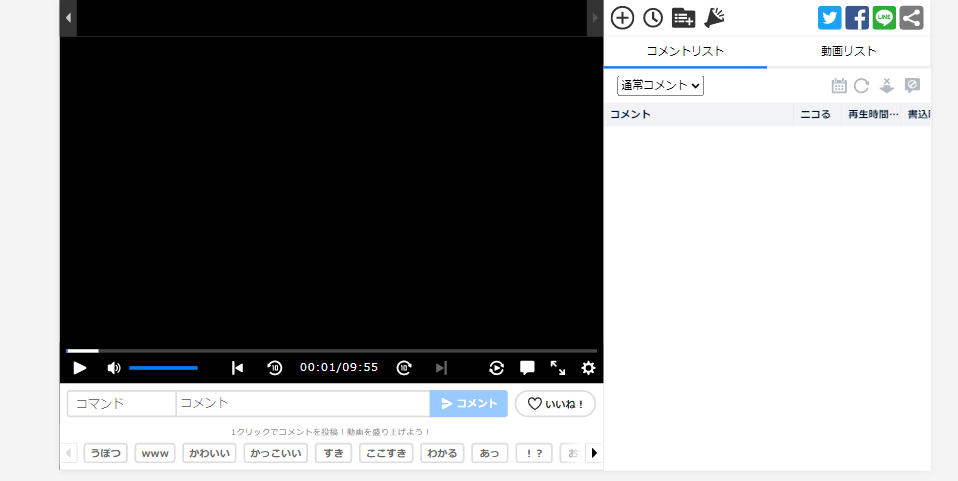 LINE
コメントリスト
動画リスト
通常コメント
コメント
ニコる
再生時間…
書込
10
00:01/09:55
10
コマンド
コメント
コメント
いいね！
1クリックでコメントを投稿！動画を盛り上げよう！
うぽつ
www
かわいい
かっこいい
すき
ここすき
わかる
あっ
！？
お